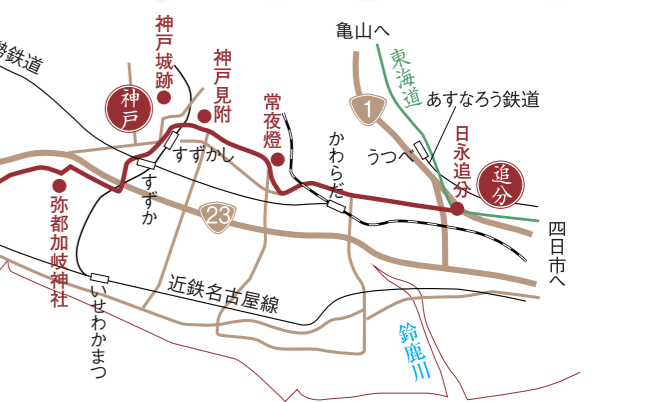 亀山へ
東海道
1
あすなろう鉄道
うつべ
日永追分
追分
四日市へ
神戸城跡
神戸見附
神戸
常夜燈
かわらだ
すずかし
すずか
勢鉄道
23
弥都加岐神社
いせわかまつ
近鉄名古屋線
鈴鹿川